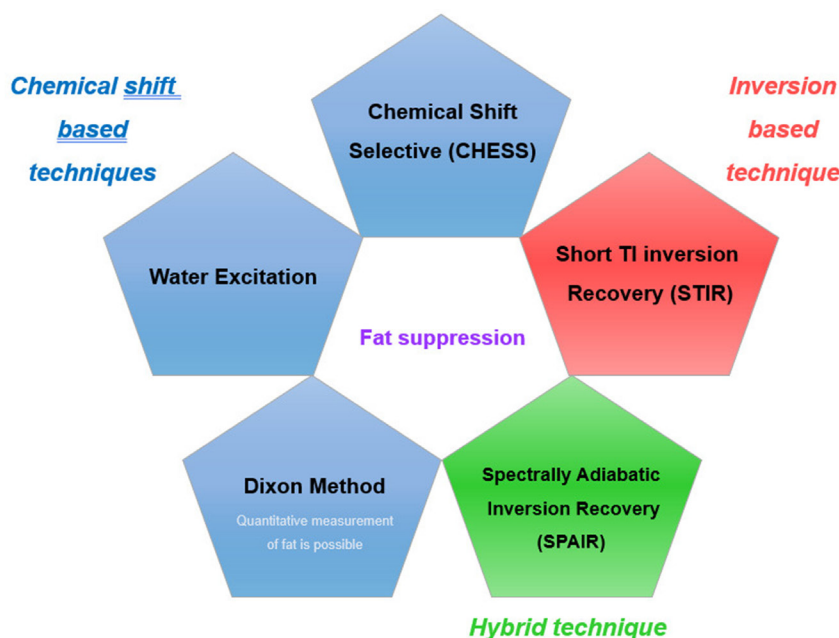 Chemical shift
based
techniques
Chemical Shift
Selective (CHESS)
Inversion
based
technique
Water Excitation
Short TI inversion
Recovery (STIR)
Fat suppression
Dixon Method
Quantitative measurement
of fat is possible
Spectrally Adiabatic
Inversion Recovery
(SPAIR)
Hybrid technique